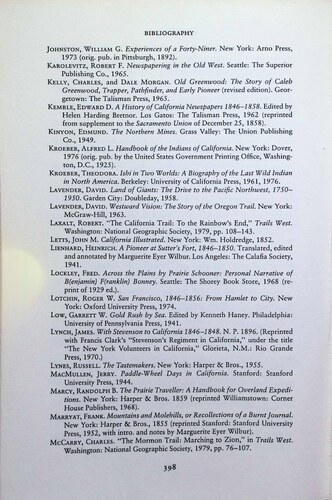 BIBLIOGRAPHY
JOHNSTON, WILLIAM G. Experiences of a Forty-Niner. New York: Arno Press,
1973 (orig. pub. in Pittsburgh, 1892).
KAROLEVITZ, ROBERT F. Newspapering in the Old West. Seattle: The Superior
Publishing Co., 1965.
KELLY, CHARLES, and DALE MORGAN. Old Greenwood: The Story of Caleb
Greenwood, Trapper, Pathfinder, and Early Pioneer (revised edition). Geor-
getown: The Talisman Press, 1965.
KEMBLE, EDWARD D. A History of California Newspapers 1846–1858. Edited by
Helen Harding Bretnor. Los Gatos: The Talisman Press, 1962 (reprinted
from supplement to the Sacramento Union of December 25, 1858).
KINYON, EDMUND. The Northern Mines. Grass Valley: The Union Publishing
Co., 1949.
KROEBER, ALFRED L. Handbook of the Indians of California. New York: Dover,
1976 (orig. pub. by the United States Government Printing Office, Washing-
ton, D.C., 1925).
KROEBER, THEODORA. Ishi in Two Worlds: A Biography of the Last Wild Indian
in North America. Berkeley: University of California Press, 1961, 1976.
LAVENDER, DAVID. Land of Giants: The Drive to the Pacific Northwest, 1750–
1950. Garden City: Doubleday, 1958.
LAVENDER, DAVID. Westward Vision: The Story of the Oregon Trail. New York:
McGraw-Hill, 1963.
LAXALT, ROBERT. "The California Trail: To the Rainbow's End," Trails West.
Washington: National Geographic Society, 1979, pp. 108–143.
LETTS, JOHN M. California Illustrated. New York: Wm. Holdredge, 1852.
LIENHARD, HEINRICH. A Pioneer at Sutter's Fort, 1846–1850. Translated, edited
and annotated by Marguerite Eyer Wilbur. Los Angeles: The Calafia Society,
1941.
LOCKLEY, FRED. Across the Plains by Prairie Schooner: Personal Narrative of
B(enjamin) F(ranklin) Bonney. Seattle: The Shorey Book Store, 1968 (re-
print of 1929 ed.).
LOTCHIN, ROGER W. San Francisco, 1846–1856: From Hamlet to City. New
York: Oxford University Press, 1974.
LOW, GARRETT W. Gold Rush by Sea. Edited by Kenneth Haney. Philadelphia:
University of Pennsylvania Press, 1941.
LYNCH, JAMES. With Stevenson to California 1846–1848. N. P. 1896. (Reprinted
with Francis Clark's "Stevenson's Regiment in California," under the title
"The New York Volunteers in California," Glorieta, N.M.: Rio Grande
Press, 1970.)
LYNES, RUSSELL. The Tastemakers. New York: Harper & Bros., 1955.
MACMULLEN, JERRY. Paddle-Wheel Days in California. Stanford: Stanford
University Press, 1944.
MARCY, RANDOLPH B. The Prairie Traveller: A Handbook for Overland Expedi-
tions. New York: Harper & Bros. 1859 (reprinted Williamstown: Corner
House Publishers, 1968).
MARRYAT, FRANK. Mountains and Molehills, or Recollections of a Burnt Journal.
New York: Harper & Bros., 1855 (reprinted Stanford: Stanford University
Press, 1952, with intro. and notes by Marguerite Eyer Wilbur).
MCCARRY, CHARLES. "The Mormon Trail: Marching to Zion," in Trails West.
Washington: National Geographic Society, 1979, pp. 76–107.
398